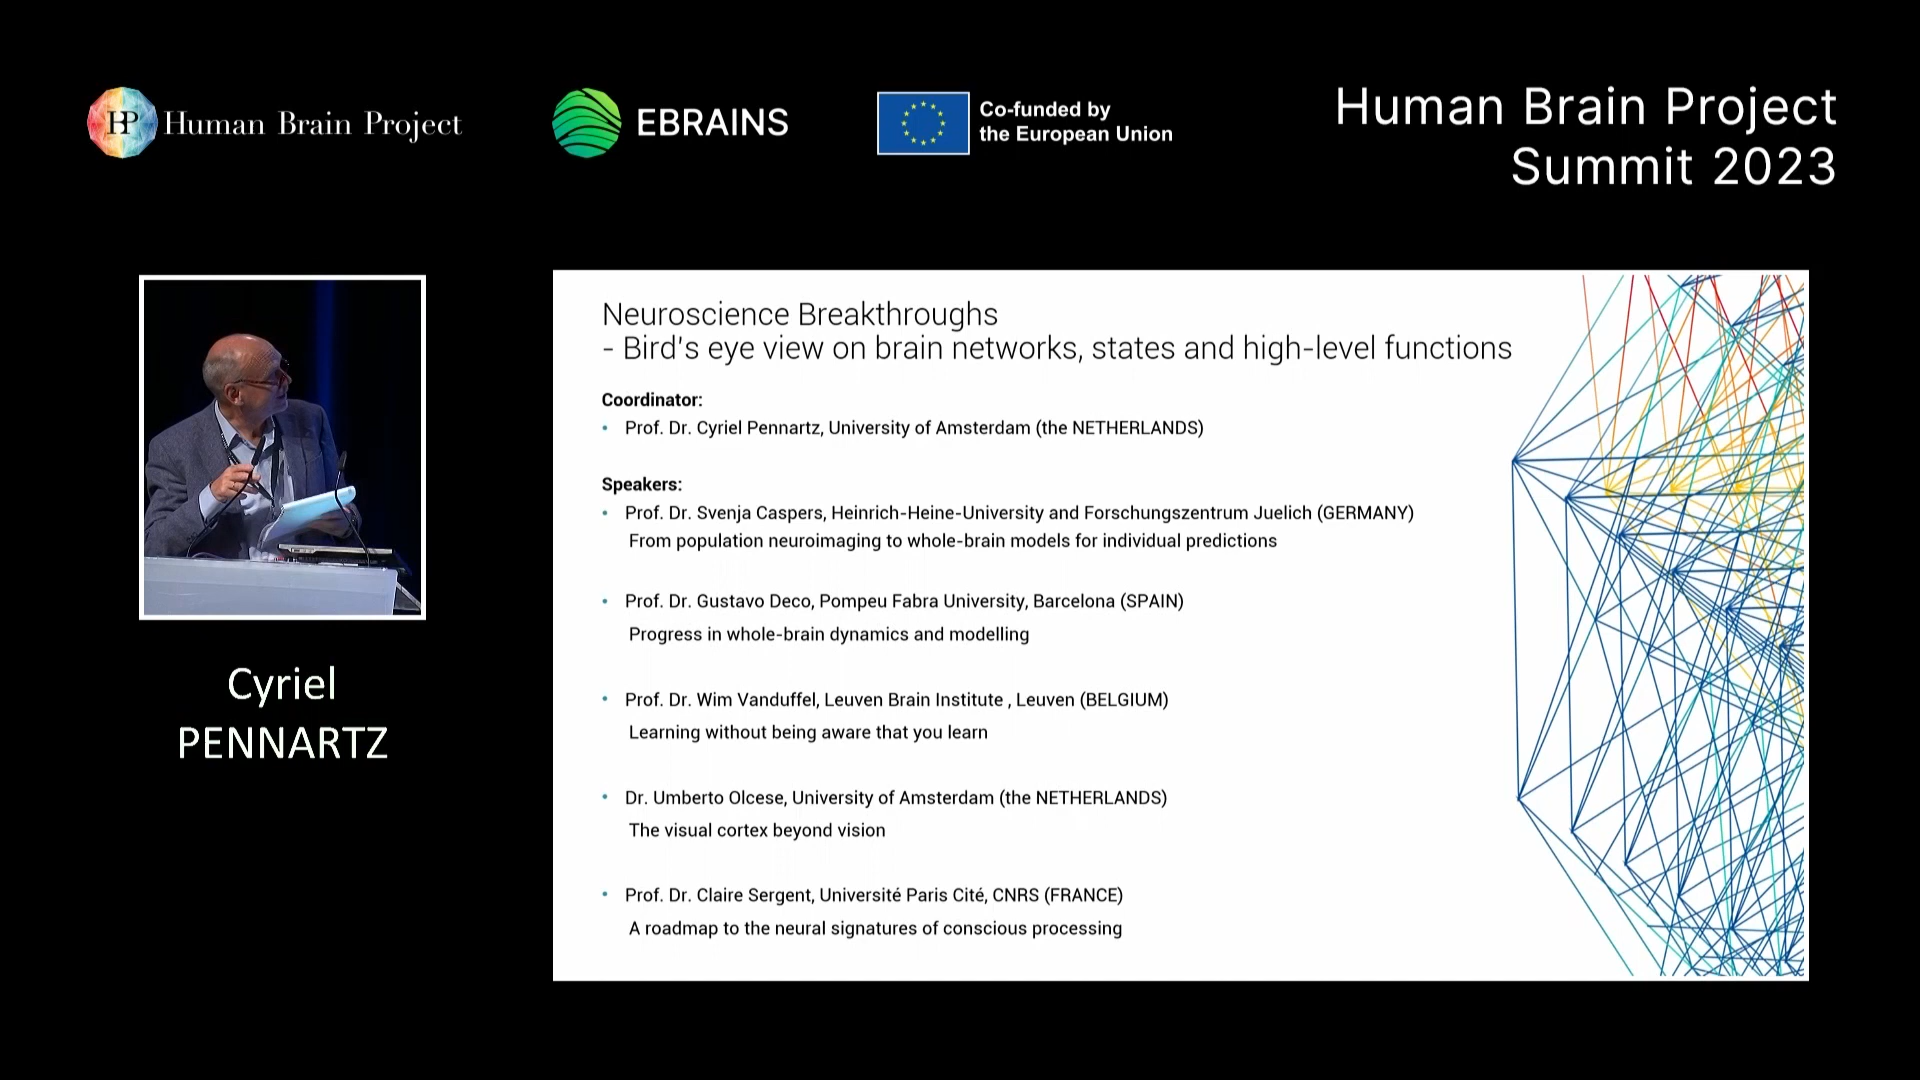 HP Human Brain Project
EBRAINS
Co-funded by
the European Union
Human Brain Project
Summit 2023
Neuroscience Breakthroughs
- Bird's eye view on brain networks, states and high-level functions
Coordinator:
• Prof. Dr. Cyriel Pennartz, University of Amsterdam (the NETHERLANDS)
Speakers:
• Prof. Dr. Svenja Caspers, Heinrich-Heine-University and Forschungszentrum Juelich (GERMANY)
From population neuroimaging to whole-brain models for individual predictions
• Prof. Dr. Gustavo Deco, Pompeu Fabra University, Barcelona (SPAIN)
Progress in whole-brain dynamics and modelling
• Prof. Dr. Wim Vanduffel, Leuven Brain Institute , Leuven (BELGIUM)
Learning without being aware that you learn
• Dr. Umberto Olcese, University of Amsterdam (the NETHERLANDS)
The visual cortex beyond vision
• Prof. Dr. Claire Sergent, Université Paris Cité, CNRS (FRANCE)
A roadmap to the neural signatures of conscious processing
Cyriel
PENNARTZ